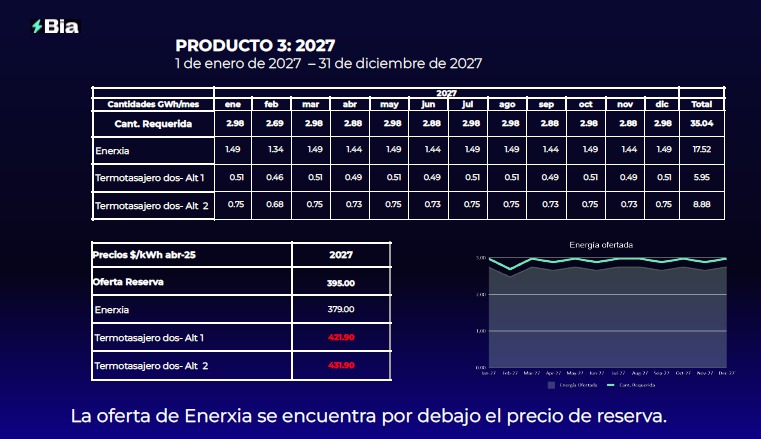 Bia
PRODUCTO 3: 2027
1 de enero de 2027 – 31 de diciembre de 2027
2027
Cantidades GWh/mes ene feb mar abr may jun jul ago sep oct nov dic Total
Cant. Requerida 2.98 2.69 2.98 2.88 2.98 2.88 2.98 2.98 2.88 2.98 2.88 2.98 35.04
Enerxia 1.49 1.34 1.49 1.44 1.49 1.44 1.49 1.49 1.44 1.49 1.44 1.49 17.52
Termotasajero dos- Alt 1 0.51 0.46 0.51 0.49 0.51 0.49 0.51 0.51 0.49 0.51 0.49 0.51 5.95
Termotasajero dos- Alt 2 0.75 0.68 0.75 0.73 0.75 0.73 0.75 0.75 0.73 0.75 0.73 0.75 8.88
Precios $/kWh abr-25 2027
Oferta Reserva 395.00
Enerxia 379.00
Termotasajero dos- Alt 1 421.90
Termotasajero dos- Alt 2 431.90
Energía ofertada
3.00
2.00
1.00
0.00
Jan-27 Feb-27 Mar-27 Apr-27 May-27 Jun-27 Jul-27 Aug-27 Sep-27 Oct-27 Nov-27 Dec-27
Energía Ofertada Cant. Requerida
La oferta de Enerxia se encuentra por debajo el precio de reserva.